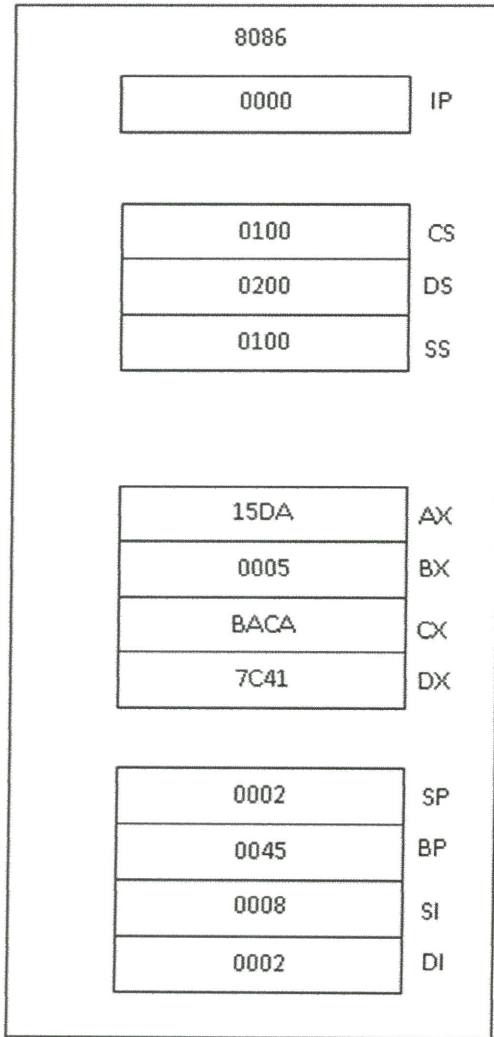 8086
0000 IP
0100 CS
0200 DS
0100 SS
15DA AX
0005 BX
BACA CX
7C41 DX
0002 SP
0045 BP
0008 SI
0002 DI